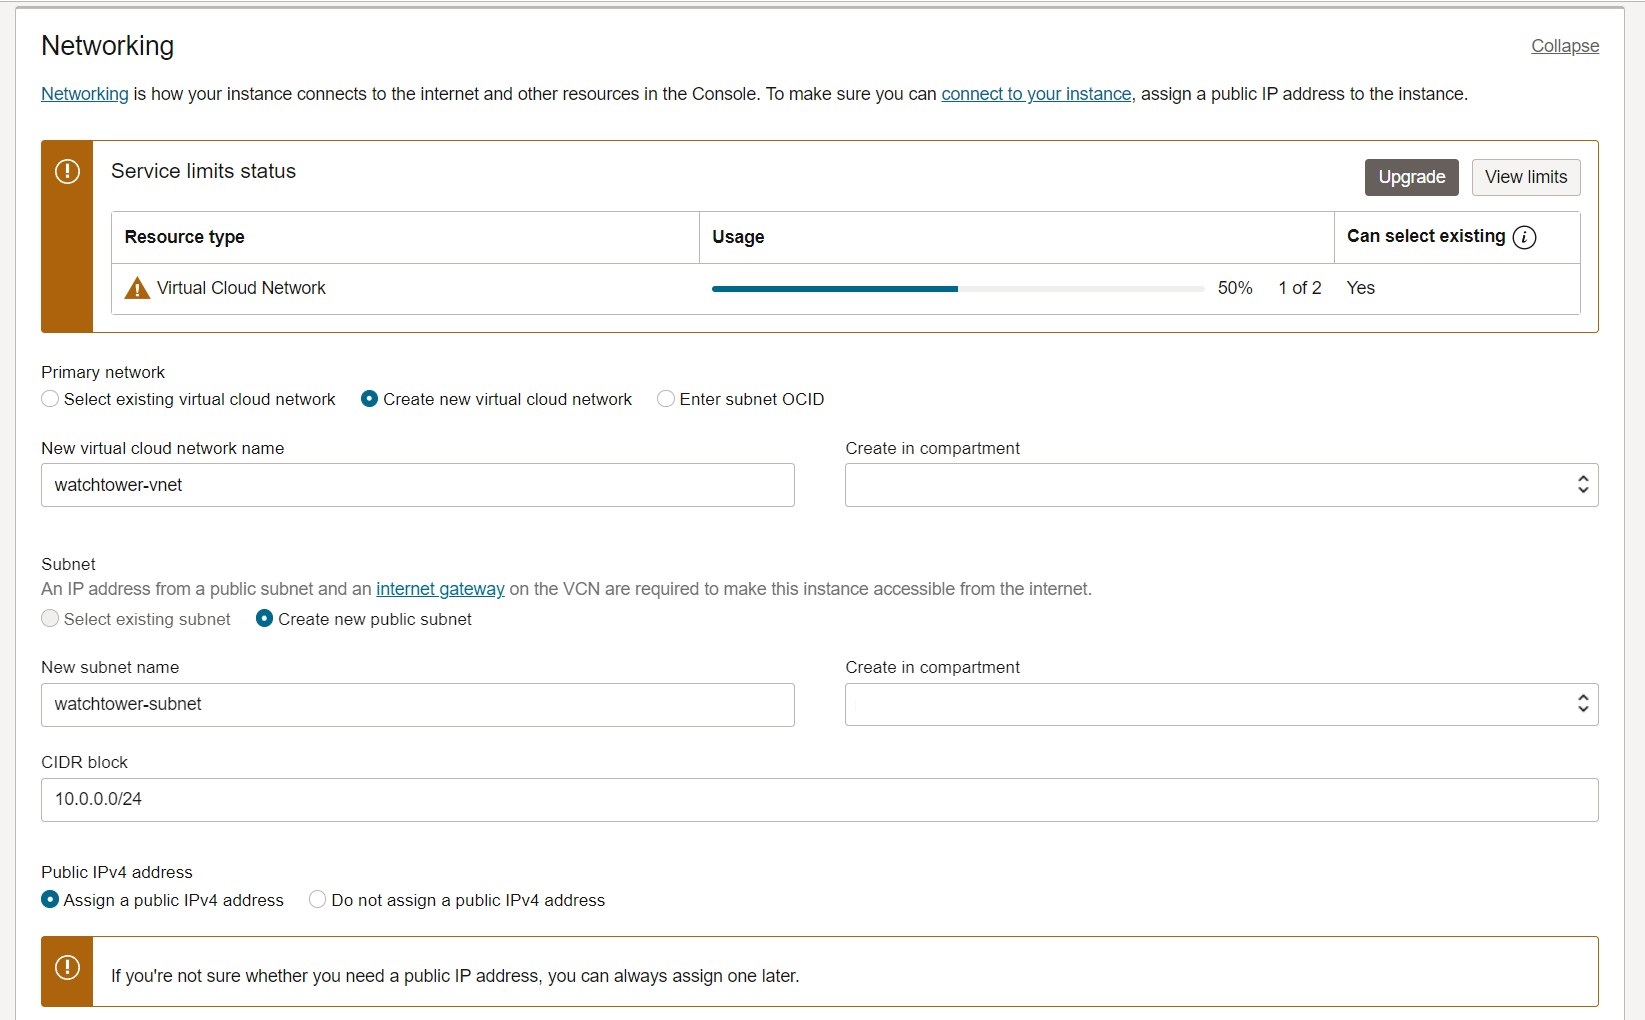 Networking
Collapse
Networking is how your instance connects to the internet and other resources in the Console. To make sure you can connect to your instance, assign a public IP address to the instance.
Service limits status
Upgrade
View limits
Resource type
Usage
Can select existing
Virtual Cloud Network
50%
1 of 2
Yes
Primary network
Select existing virtual cloud network
Create new virtual cloud network
Enter subnet OCID
New virtual cloud network name
Create in compartment
watchtower-vnet
Subnet
An IP address from a public subnet and an internet gateway on the VCN are required to make this instance accessible from the internet.
Select existing subnet
Create new public subnet
New subnet name
Create in compartment
watchtower-subnet
CIDR block
10.0.0.0/24
Public IPv4 address
Assign a public IPv4 address
Do not assign a public IPv4 address
If you're not sure whether you need a public IP address, you can always assign one later.